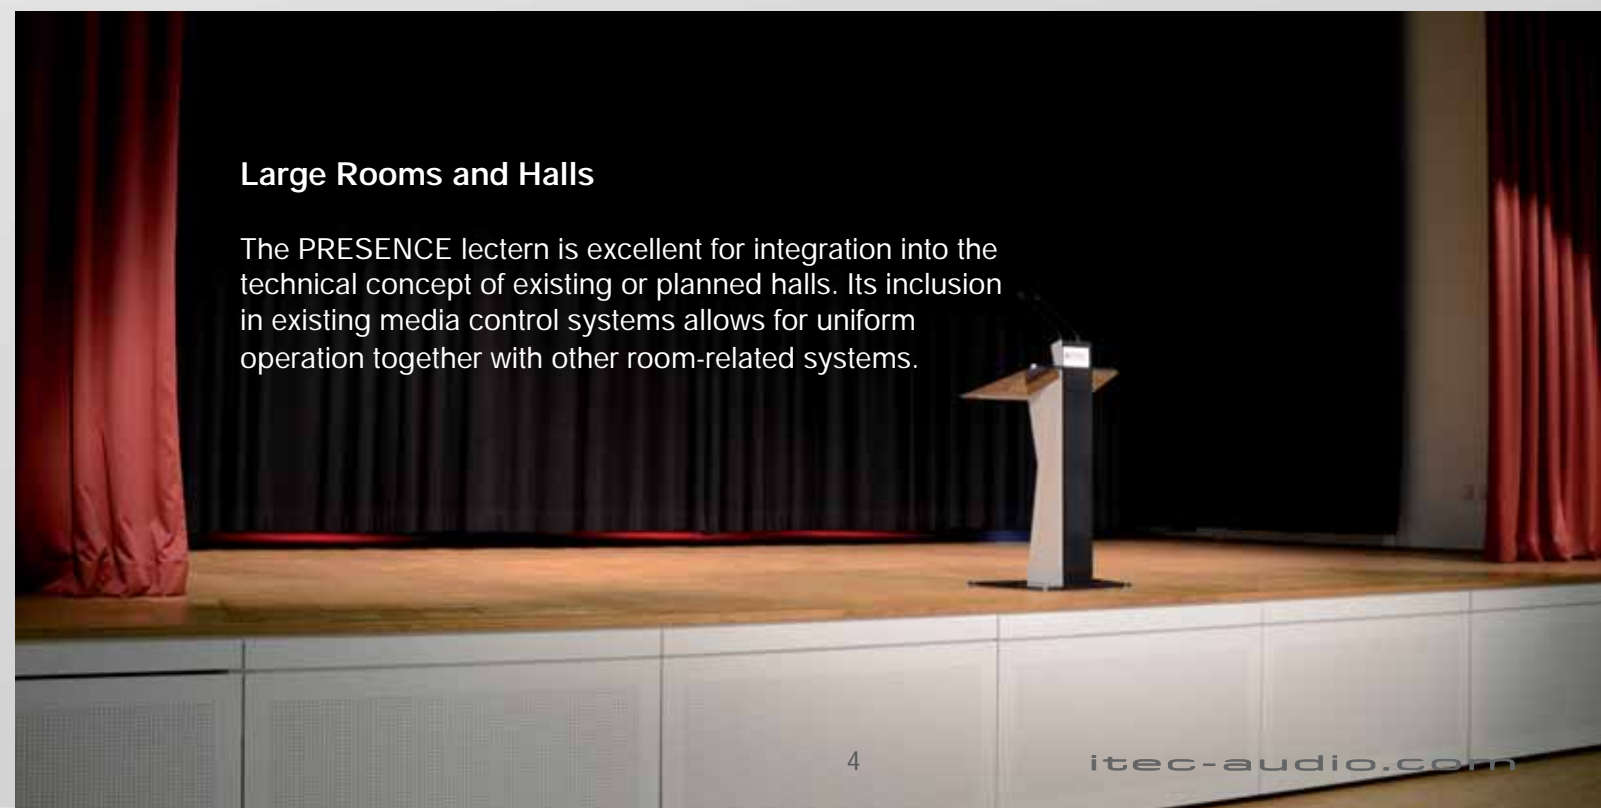 Large Rooms and Halls
The PRESENCE lectern is excellent for integration into the
technical concept of existing or planned halls. Its inclusion
in existing media control systems allows for uniform
operation together with other room-related systems.
4
itec-audio.com